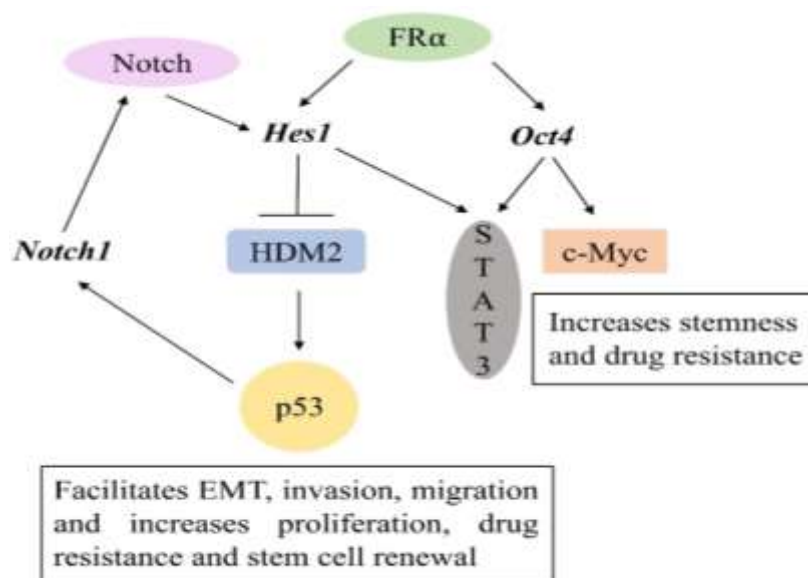 FRα
Notch
Hes1
Oct4
Notch1
HDM2
STAT3
c-Myc
Increases stemness
and drug resistance
p53
Facilitates EMT, invasion, migration
and increases proliferation, drug
resistance and stem cell renewal